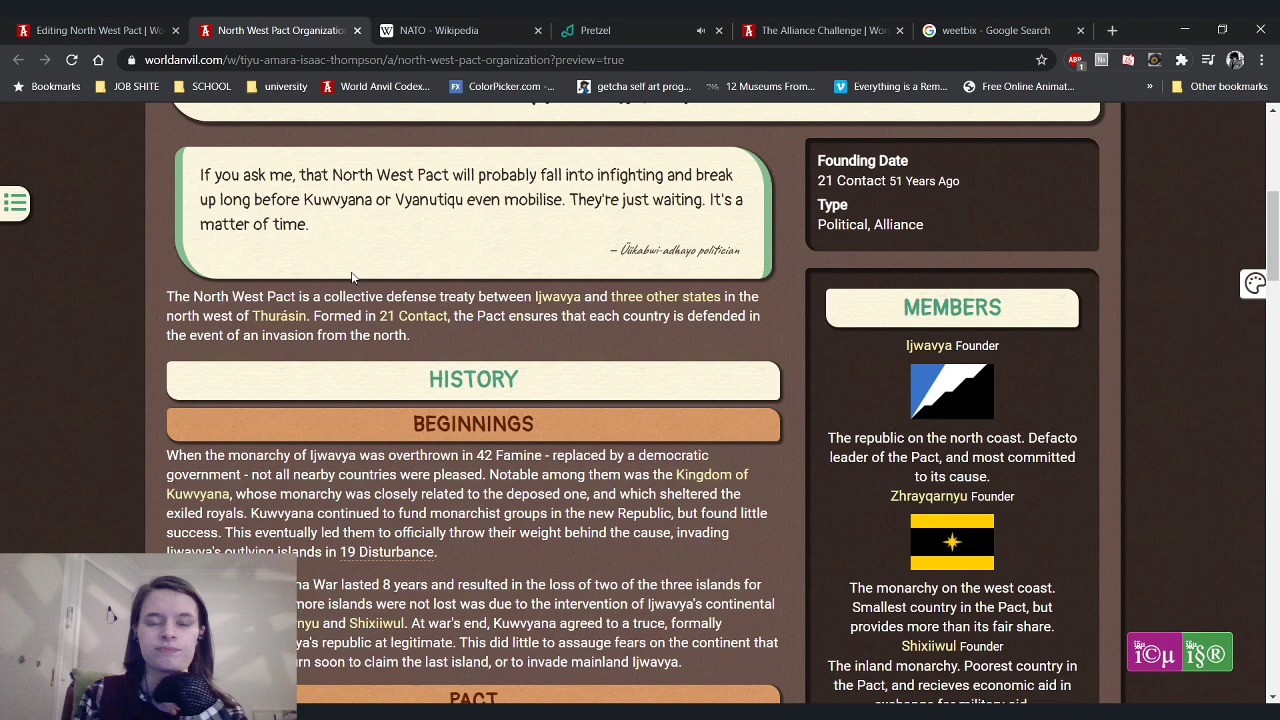 Editing North West Pact | Wo
North West Pact Organization
NATO - Wikipedia
Pretzel
The Alliance Challenge | Wor
weetbix - Google Search
worldanvil.com/w/tiyu-amara-isaac-thompson/a/north-west-pact-organization?preview=true
Bookmarks
JOB SHITE
SCHOOL
university
World Anvil Codex...
ColorPicker.com -...
getcha self art prog...
12 Museums From...
Everything is a Rem...
Free Online Animat...
»
Other bookmarks
If you ask me, that North West Pact will probably fall into infighting and break
up long before Kuwvyana or Vyanutiqu even mobilise. They're just waiting. It's a
matter of time.
– Üükabwi-adhayo politician
The North West Pact is a collective defense treaty between Ijwavya and three other states in the
north west of Thurásin. Formed in 21 Contact, the Pact ensures that each country is defended in
the event of an invasion from the north.
HISTORY
BEGINNINGS
When the monarchy of Ijwavya was overthrown in 42 Famine - replaced by a democratic
government - not all nearby countries were pleased. Notable among them was the Kingdom of
Kuwvyana, whose monarchy was closely related to the deposed one, and which sheltered the
exiled royals. Kuwvyana continued to fund monarchist groups in the new Republic, but found little
success. This eventually led them to officially throw their weight behind the cause, invading
Ijwavya's outlying islands in 19 Disturbance.
na War lasted 8 years and resulted in the loss of two of the three islands for
more islands were not lost was due to the intervention of Ijwavya's continental
nyu and Shixiiwul. At war's end, Kuwvyana agreed to a truce, formally
ya's republic at legitimate. This did little to assauge fears on the continent that
rn soon to claim the last island, or to invade mainland Ijwavya.
PACT
Founding Date
21 Contact 51 Years Ago
Type
Political, Alliance
MEMBERS
Ijwavya Founder
The republic on the north coast. Defacto
leader of the Pact, and most committed
to its cause.
Zhrayqarnyu Founder
The monarchy on the west coast.
Smallest country in the Pact, but
provides more than its fair share.
Shixiiwul Founder
The inland monarchy. Poorest country in
the Pact, and recieves economic aid in
exchange for military aid